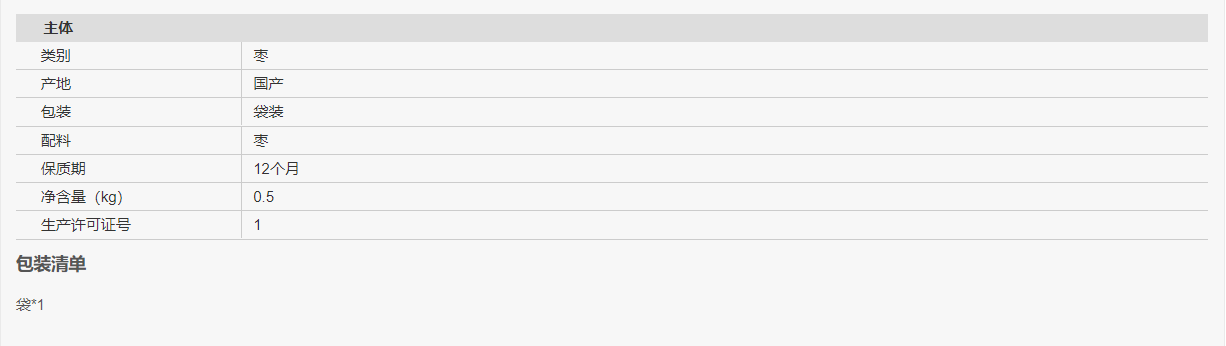 主体
类别 枣
产地 国产
包装 袋装
配料 枣
保质期 12个月
净含量（kg） 0.5
生产许可证号 1
包装清单
袋*1